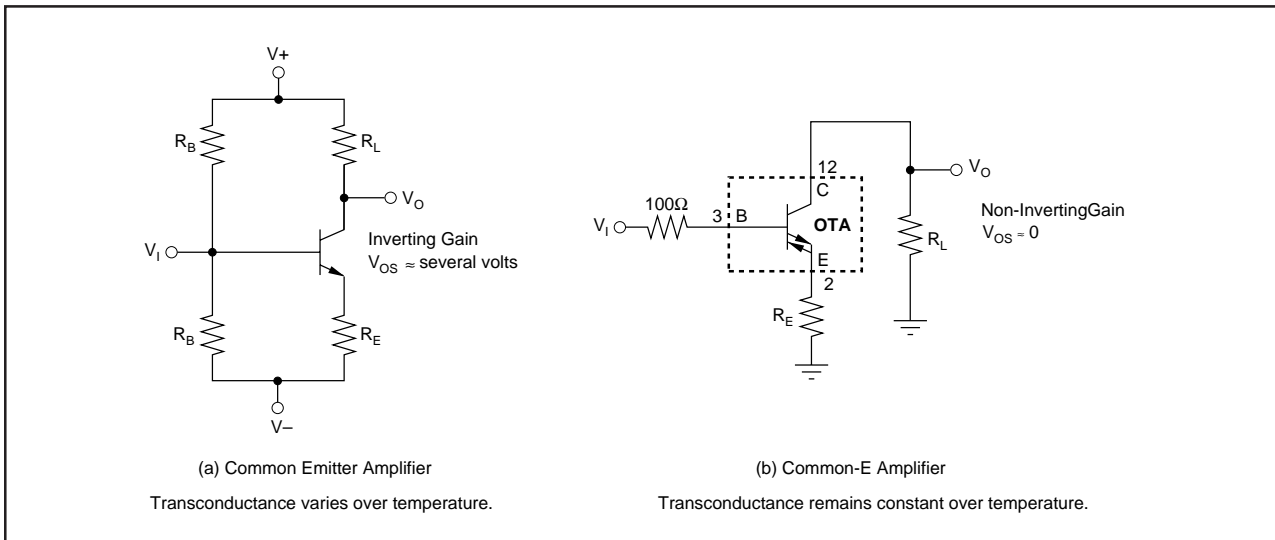 V+
R_B
R_L
V_O
V_I
Inverting Gain
V_OS ≈ several volts
R_B
R_E
V–
(a) Common Emitter Amplifier
Transconductance varies over temperature.
12
C
V_O
100Ω
V_I
3
B
OTA
Non-InvertingGain
V_OS ≈ 0
R_L
E
2
R_E
(b) Common-E Amplifier
Transconductance remains constant over temperature.